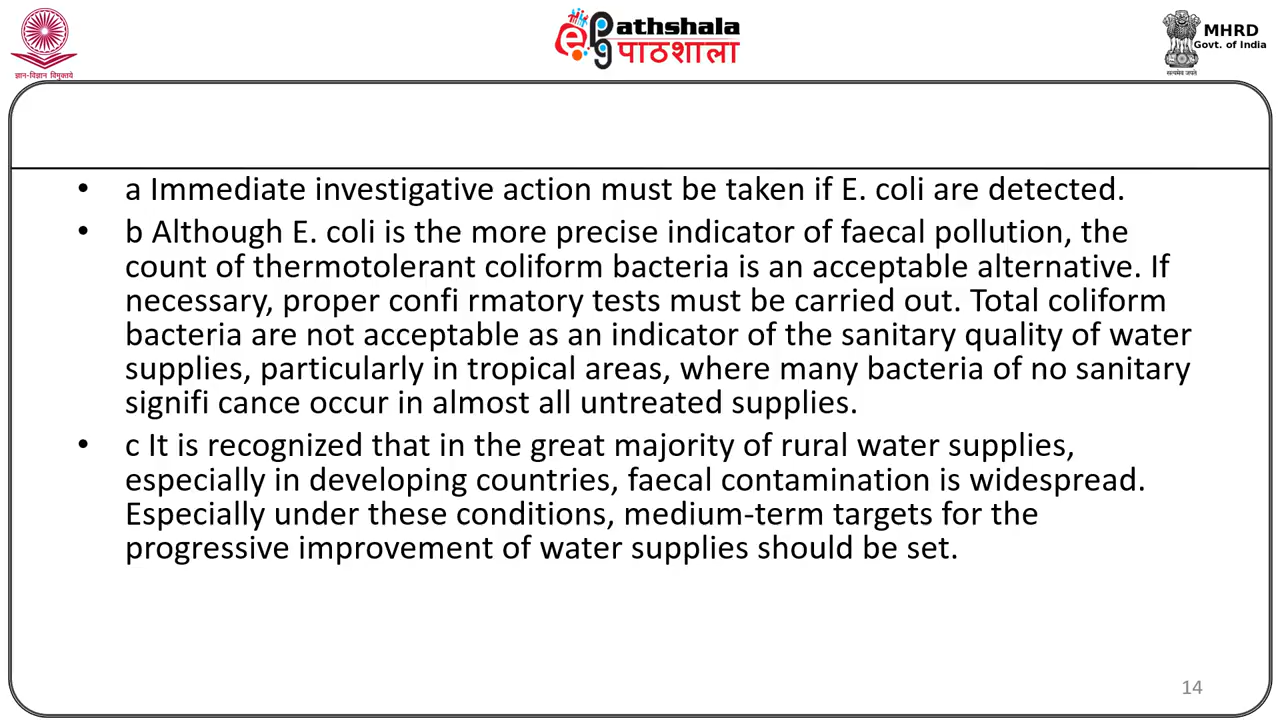 ज्ञान-विज्ञान विमुक्तये
ePathshala
पाठशाला
MHRD
Govt. of India
सत्यमेव जयते
• a Immediate investigative action must be taken if E. coli are detected.
• b Although E. coli is the more precise indicator of faecal pollution, the
count of thermotolerant coliform bacteria is an acceptable alternative. If
necessary, proper confi rmatory tests must be carried out. Total coliform
bacteria are not acceptable as an indicator of the sanitary quality of water
supplies, particularly in tropical areas, where many bacteria of no sanitary
signifi cance occur in almost all untreated supplies.
• c It is recognized that in the great majority of rural water supplies,
especially in developing countries, faecal contamination is widespread.
Especially under these conditions, medium-term targets for the
progressive improvement of water supplies should be set.
14